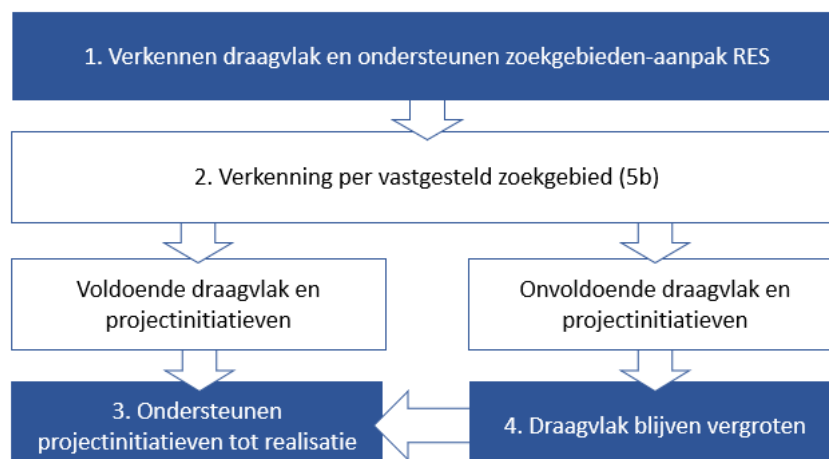 1. Verkennen draagvlak en ondersteunen zoekgebieden-aanpak RES
2. Verkenning per vastgesteld zoekgebied (5b)
Voldoende draagvlak en
projectinitiatieven
Onvoldoende draagvlak en
projectinitiatieven
3. Ondersteunen
projectinitiatieven tot realisatie
4. Draagvlak blijven vergroten